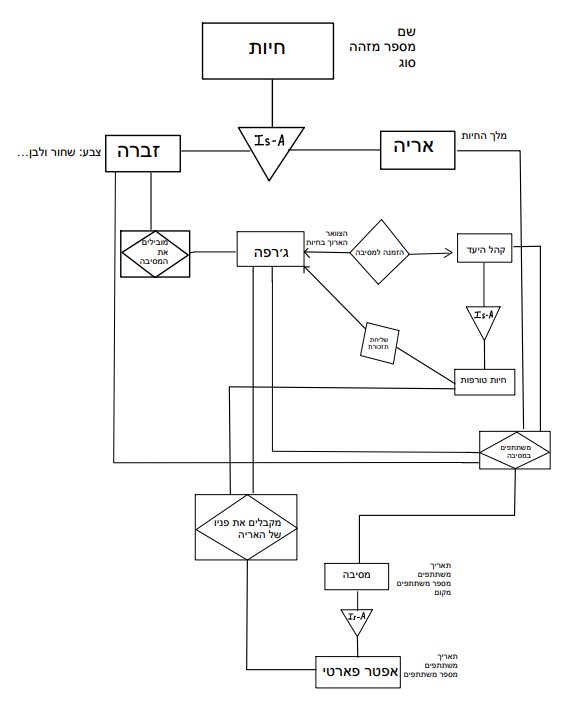 חיות
שם
מספר מזהה
סוג
Is-A
צבע: שחור ולבן...
זברה
אריה
מלך החיות
מובילים
את
המסיבה
ג'רפה
הצוואר
הארוך בחיות
הזמנה למסיבה
קהל היעד
Is-A
שליחת
תזכורת
חיות טורפות
משתתפים
במסיבה
מקבלים את פניו
של האריה
מסיבה
תאריך
משתתפים
מספר משתתפים
מקום
Is-A
אפטר פארטי
תאריך
משתתפים
מספר משתתפים